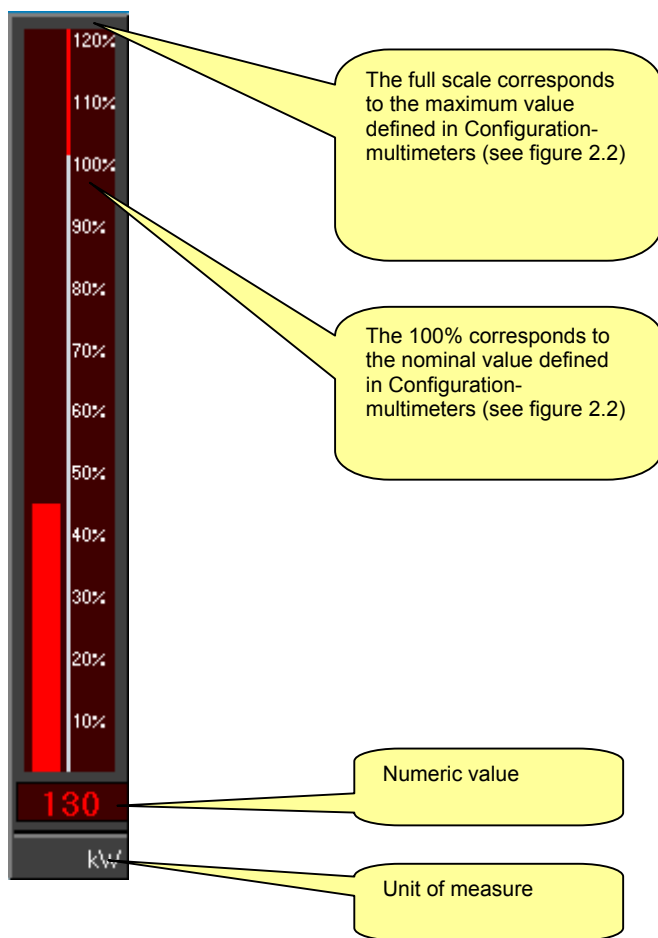 120%
110%
100%
90%
80%
70%
60%
50%
40%
30%
20%
10%
130
kW
The full scale corresponds
to the maximum value
defined in Configuration-
multimeters (see figure 2.2)
The 100% corresponds to
the nominal value defined
in Configuration-
multimeters (see figure 2.2)
Numeric value
Unit of measure